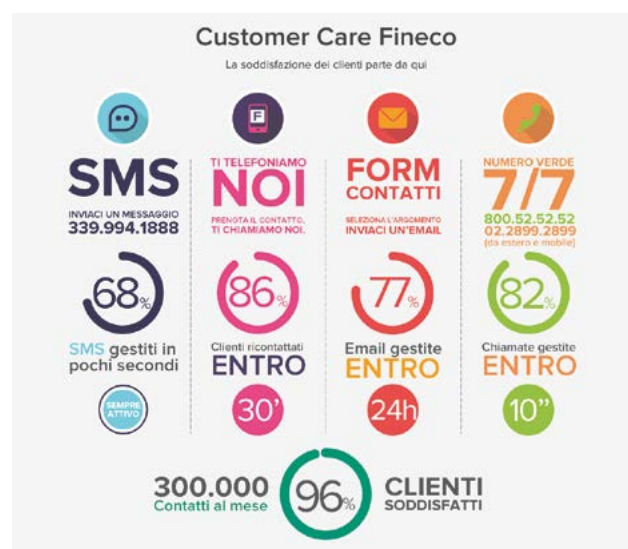 Customer Care Fineco
La soddisfazione dei clienti parte da qui
SMS
INVIACI UN MESSAGGIO
339.994.1888
68%
SMS gestiti in
pochi secondi
SEMPRE
ATTIVO
F
TI TELEFONIAMO
NOI
PRENOTA IL CONTATTO,
TI CHIAMIAMO NOI.
86%
Clienti ricontattati
ENTRO
30'
FORM
CONTATTI
SELEZIONA L'ARGOMENTO
INVIACI UN'EMAIL
77%
Email gestite
ENTRO
24h
NUMERO VERDE
7/7
800.52.52.52
02.2899.2899
(da estero e mobile)
82%
Chiamate gestite
ENTRO
10"
300.000
Contatti al mese
96%
CLIENTI
SODDISFATTI